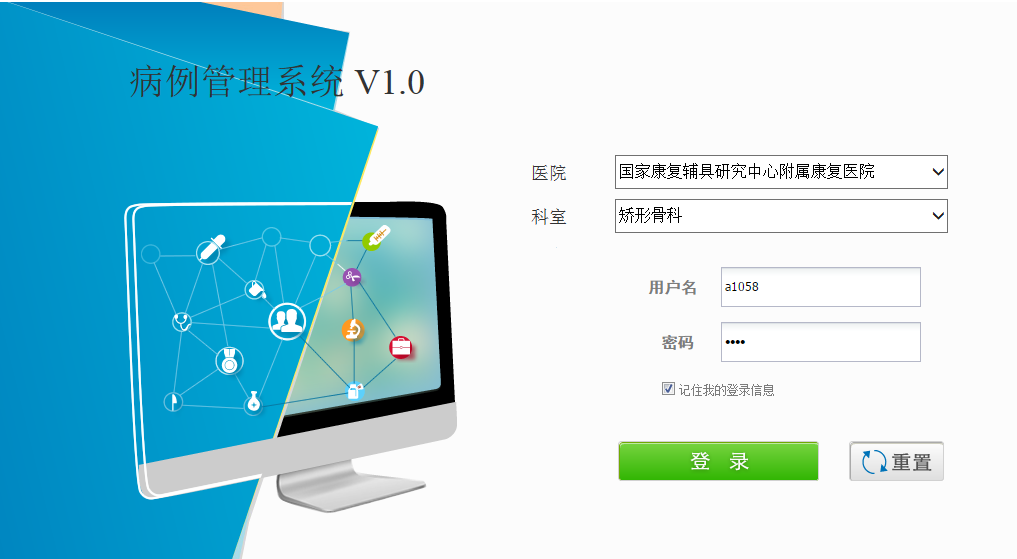 病例管理系统 V1.0
医院
国家康复辅具研究中心附属康复医院
科室
矫形骨科
用户名
a1058
密码
••••
记住我的登录信息
登 录
重置